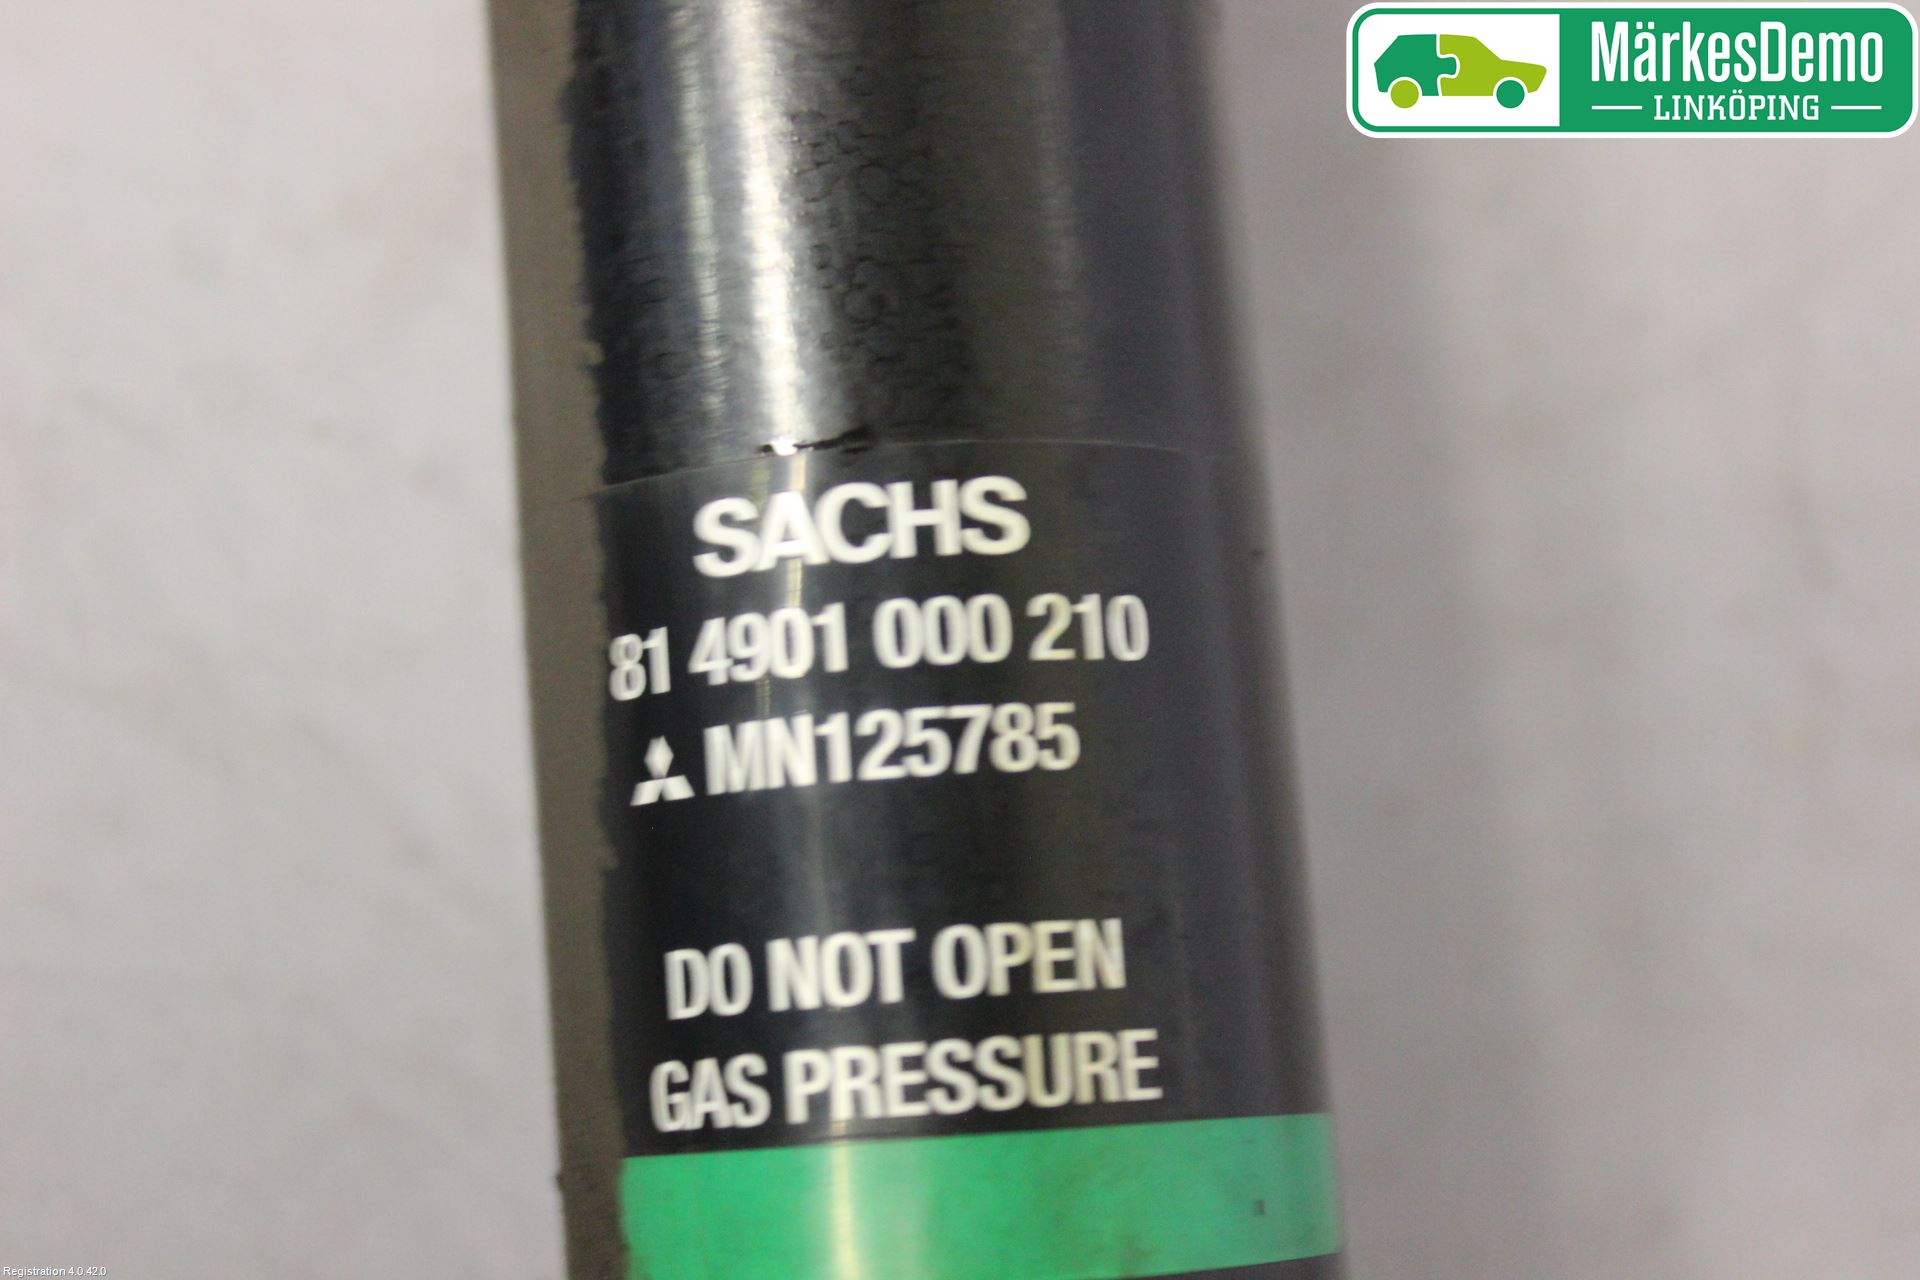 MärkesDemo
LINKÖPING
SACHS
81 4901 000 210
MN125785
DO NOT OPEN
GAS PRESSURE
Registration 4.0.42.0